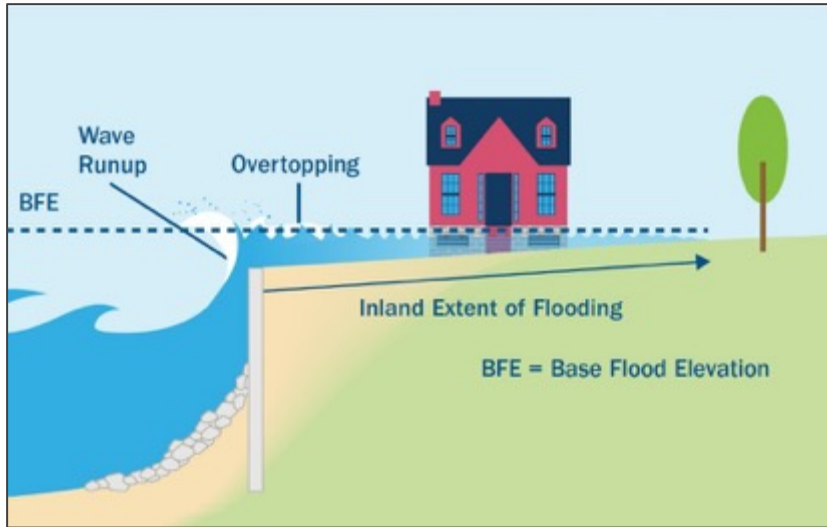 Wave
Runup
Overtopping
BFE
Inland Extent of Flooding
BFE = Base Flood Elevation